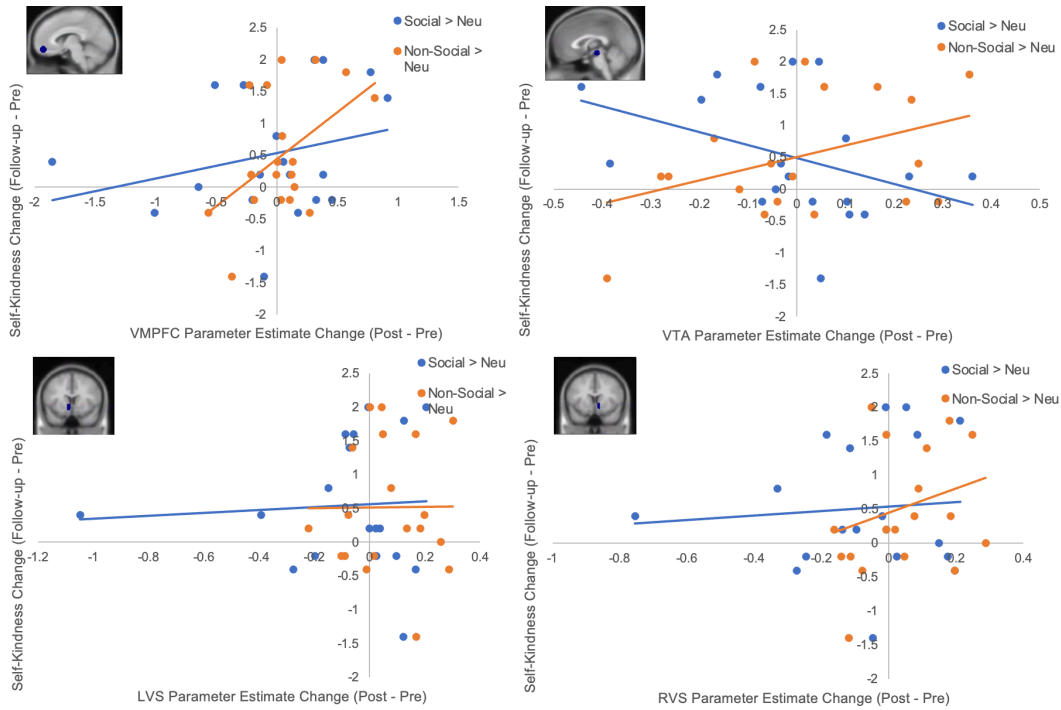 Self-Kindness Change (Follow-up - Pre)
2.5
2
1.5
1
0.5
0
-0.5
-1
-1.5
-2
-2 -1.5 -1 -0.5 0 0.5 1 1.5
Social > Neu
Non-Social >
Neu
VMPFC Parameter Estimate Change (Post - Pre)
Self-Kindness Change (Follow-up - Pre)
2.5
2
1.5
1
0.5
0
-0.5
-1
-1.5
-2
-0.5 -0.4 -0.3 -0.2 -0.1 0 0.1 0.2 0.3 0.4 0.5
Social > Neu
Non-Social > Neu
VTA Parameter Estimate Change (Post - Pre)
Self-Kindness Change (Follow-up - Pre)
2.5
2
1.5
1
0.5
0
-0.5
-1
-1.5
-2
-1.2 -1 -0.8 -0.6 -0.4 -0.2 0 0.2 0.4
Social > Neu
Non-Social >
Neu
LVS Parameter Estimate Change (Post - Pre)
Self-Kindness Change (Follow-up - Pre)
2.5
2
1.5
1
0.5
0
-0.5
-1
-1.5
-2
-1 -0.8 -0.6 -0.4 -0.2 0 0.2 0.4
Social > Neu
Non-Social > Neu
RVS Parameter Estimate Change (Post - Pre)